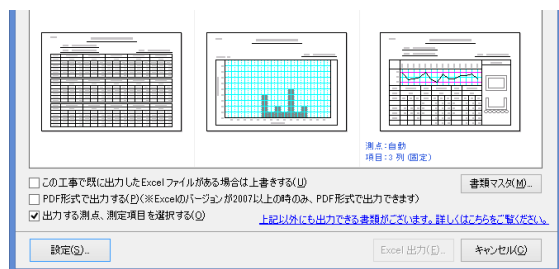 測点:自動
項目:3 列 (固定)
この工事で既に出力したExcelファイルがある場合は上書きする(U)
書類マスタ(M)...
PDF形式で出力する(P)(※Excelのバージョンが2007以上の時のみ、PDF形式で出力できます)
出力する測点、測定項目を選択する(O)
上記以外にも出力できる書類がございます。詳しくはこちらをご覧ください。
設定(S)...
Excel 出力(E)...
キャンセル(C)